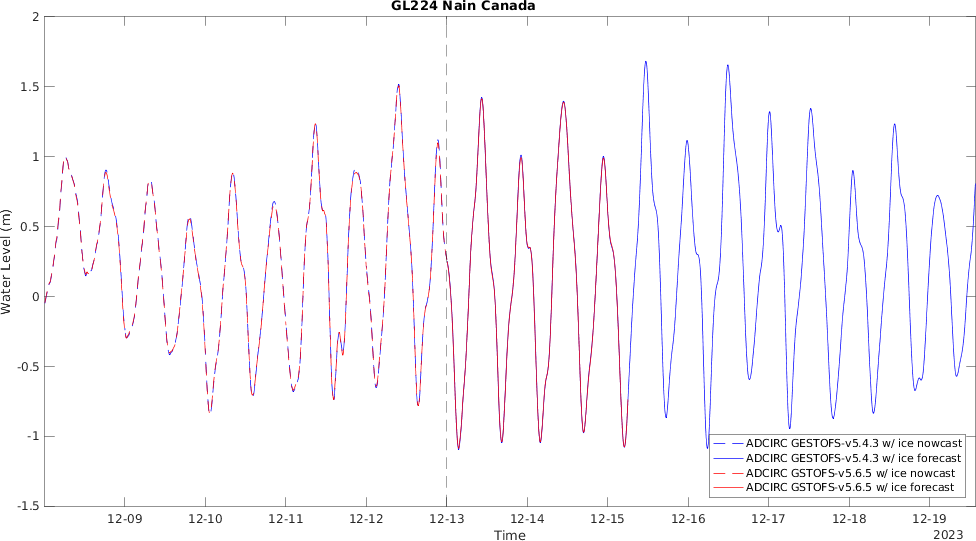 GL224 Nain Canada
2
1.5
1
0.5
0
-0.5
-1
-1.5
Water Level (m)
ADCIRC GESTOFS-v5.4.3 w/ ice nowcast
ADCIRC GESTOFS-v5.4.3 w/ ice forecast
ADCIRC GSTOFS-v5.6.5 w/ ice nowcast
ADCIRC GSTOFS-v5.6.5 w/ ice forecast
12-09 12-10 12-11 12-12 12-13 12-14 12-15 12-16 12-17 12-18 12-19
Time
2023